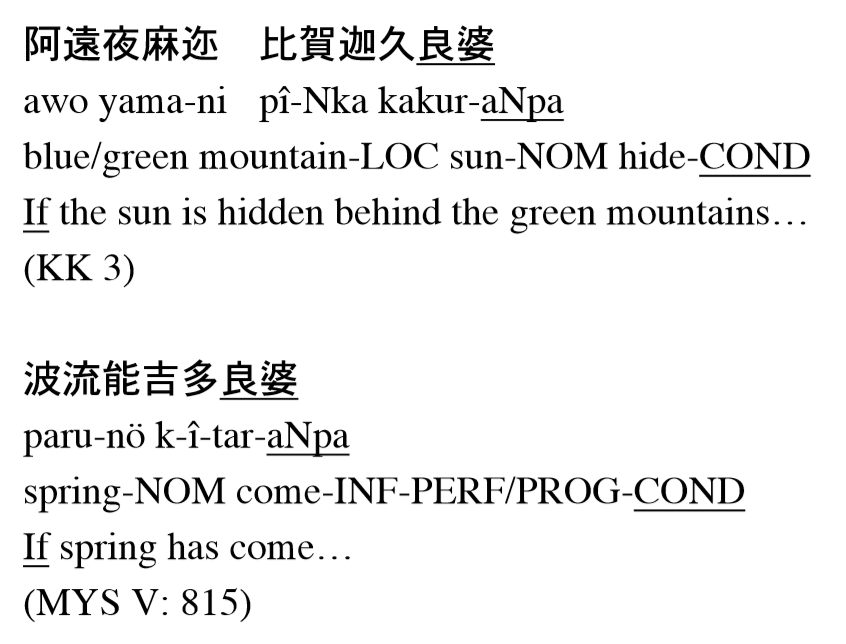 阿遠夜麻迩　比賀迦久良婆
awo yama-ni pî-Nka kakur-aNpa
blue/green mountain-LOC sun-NOM hide-COND
If the sun is hidden behind the green mountains…
(KK 3)
波流能吉多良婆
paru-nö k-î-tar-aNpa
spring-NOM come-INF-PERF/PROG-COND
If spring has come…
(MYS V: 815)